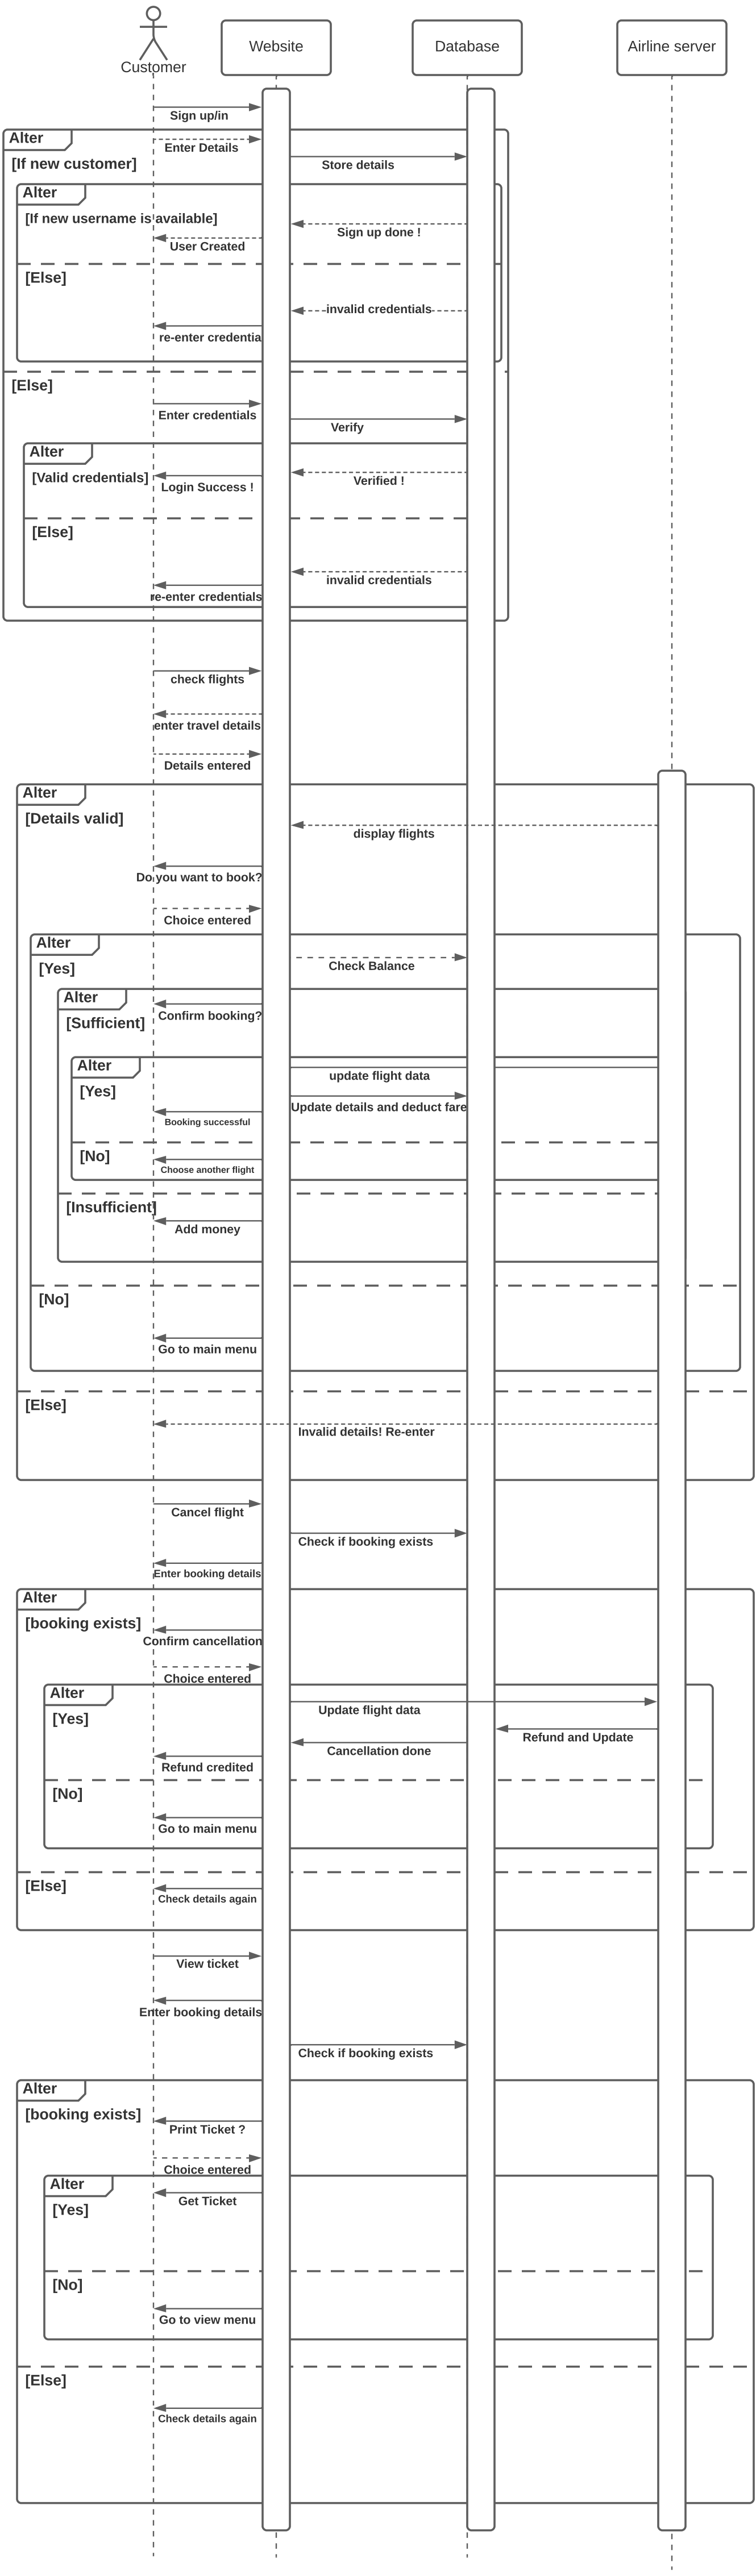 Customer
Website
Database
Airline server
Sign up/in
Alter
Enter Details
[If new customer]
Store details
Alter
[If new username is available]
Sign up done !
User Created
[Else]
invalid credentials
re-enter credentia
[Else]
Enter credentials
Verify
Alter
[Valid credentials]
Verified !
Login Success !
[Else]
invalid credentials
re-enter credentials
check flights
enter travel details
Details entered
Alter
[Details valid]
display flights
Do you want to book?
Choice entered
Alter
[Yes]
Check Balance
Alter
Confirm booking?
[Sufficient]
Alter
update flight data
[Yes]
Update details and deduct fare
Booking successful
[No]
Choose another flight
[Insufficient]
Add money
[No]
Go to main menu
[Else]
Invalid details! Re-enter
Cancel flight
Check if booking exists
Enter booking details
Alter
[booking exists]
Confirm cancellation
Choice entered
Alter
Update flight data
[Yes]
Refund and Update
Cancellation done
Refund credited
[No]
Go to main menu
[Else]
Check details again
View ticket
Enter booking details
Check if booking exists
Alter
[booking exists]
Print Ticket ?
Choice entered
Alter
Get Ticket
[Yes]
[No]
Go to view menu
[Else]
Check details again